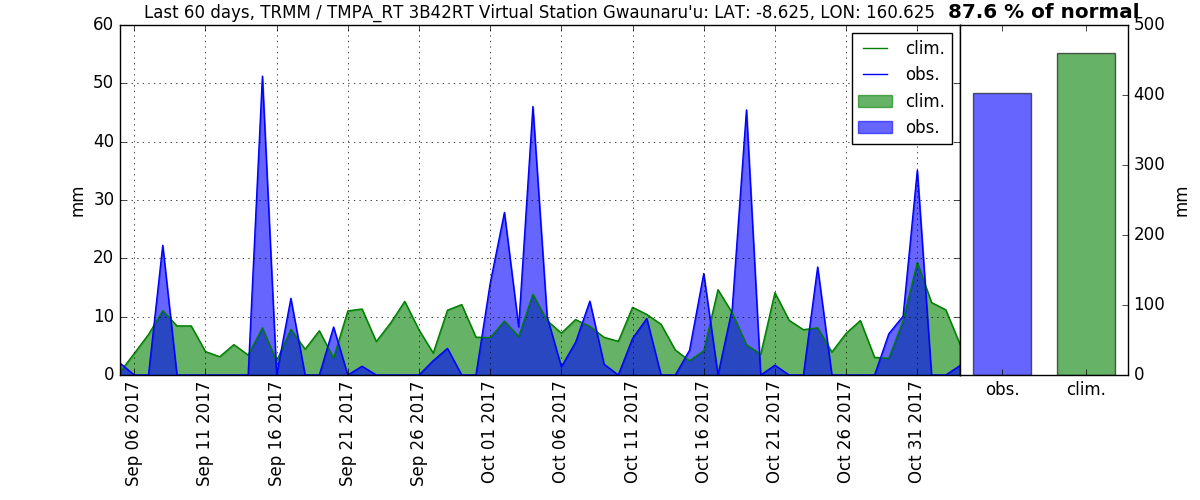 Last 60 days, TRMM / TMPA_RT 3B42RT Virtual Station Gwaunaru'u: LAT: -8.625, LON: 160.625 87.6 % of normal
60
50
40
30
20
10
0
mm
clim.
obs.
clim.
obs.
500
400
300
200
100
0
mm
obs. clim.
Sep 06 2017
Sep 11 2017
Sep 16 2017
Sep 21 2017
Sep 26 2017
Oct 01 2017
Oct 06 2017
Oct 11 2017
Oct 16 2017
Oct 21 2017
Oct 26 2017
Oct 31 2017